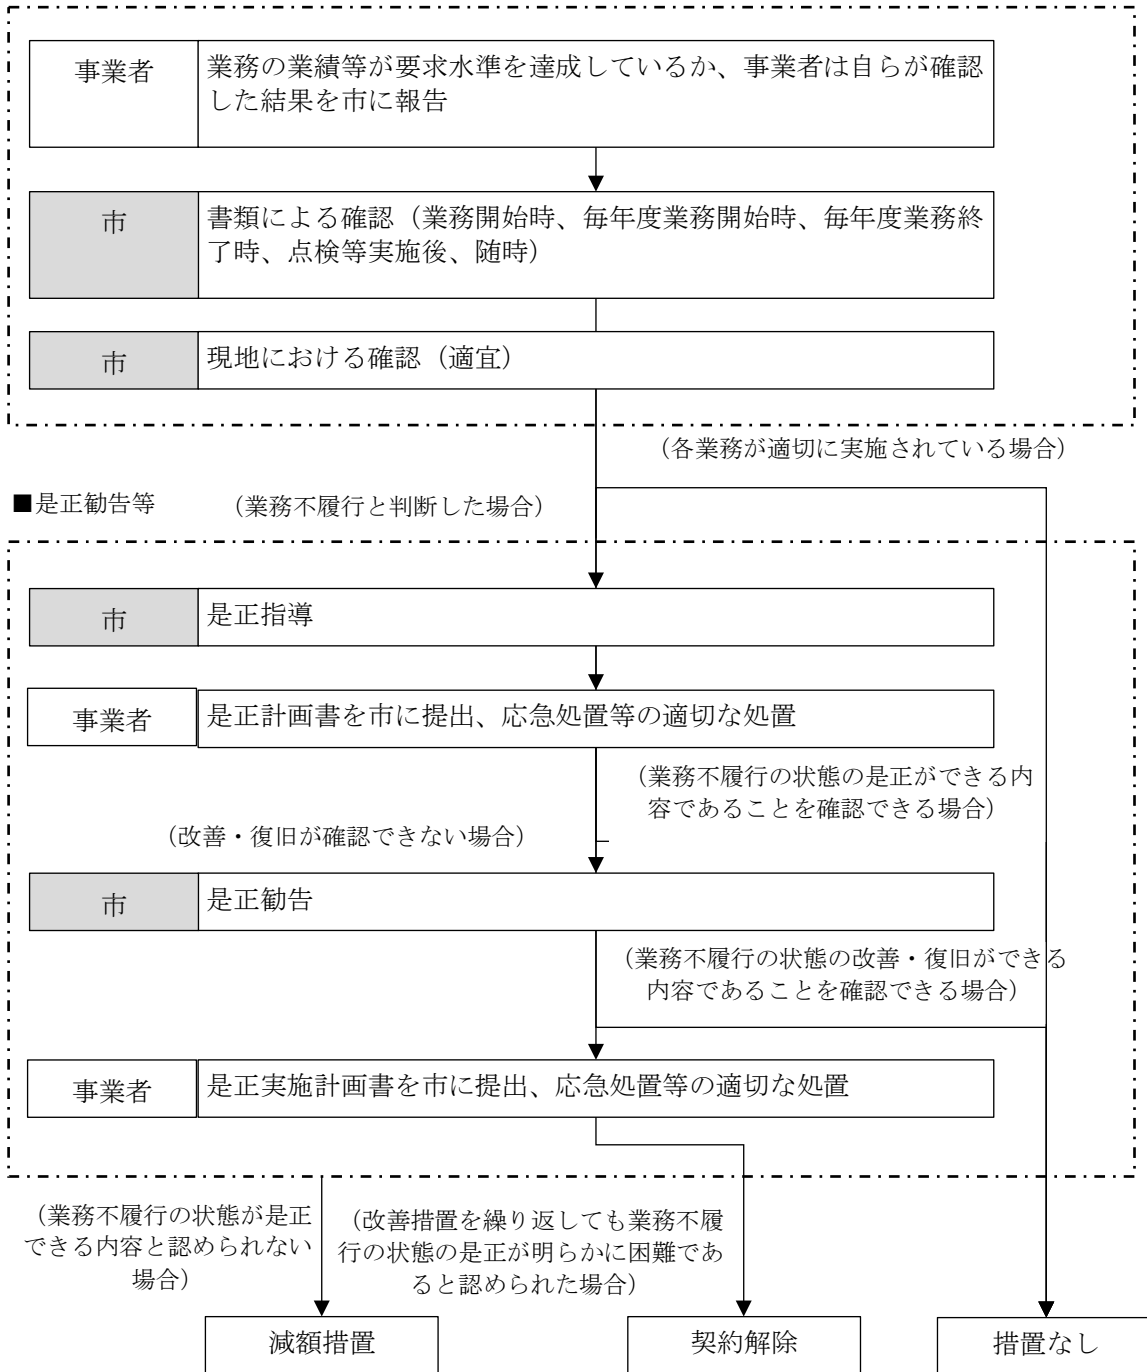 事業者
業務の業績等が要求水準を達成しているか、事業者は自らが確認
した結果を市に報告
市
書類による確認（業務開始時、毎年度業務開始時、毎年度業務終
了時、点検等実施後、随時）
市
現地における確認（適宜）
（各業務が適切に実施されている場合）
■是正勧告等
（業務不履行と判断した場合）
市
是正指導
事業者
是正計画書を市に提出、応急処置等の適切な処置
（業務不履行の状態の是正ができる内
容であることを確認できる場合）
（改善・復旧が確認できない場合）
市
是正勧告
（業務不履行の状態の改善・復旧ができる
内容であることを確認できる場合）
事業者
是正実施計画書を市に提出、応急処置等の適切な処置
（業務不履行の状態が是正
できる内容と認められない
場合）
（改善措置を繰り返しても業務不履
行の状態の是正が明らかに困難であ
ると認められた場合）
減額措置
契約解除
措置なし